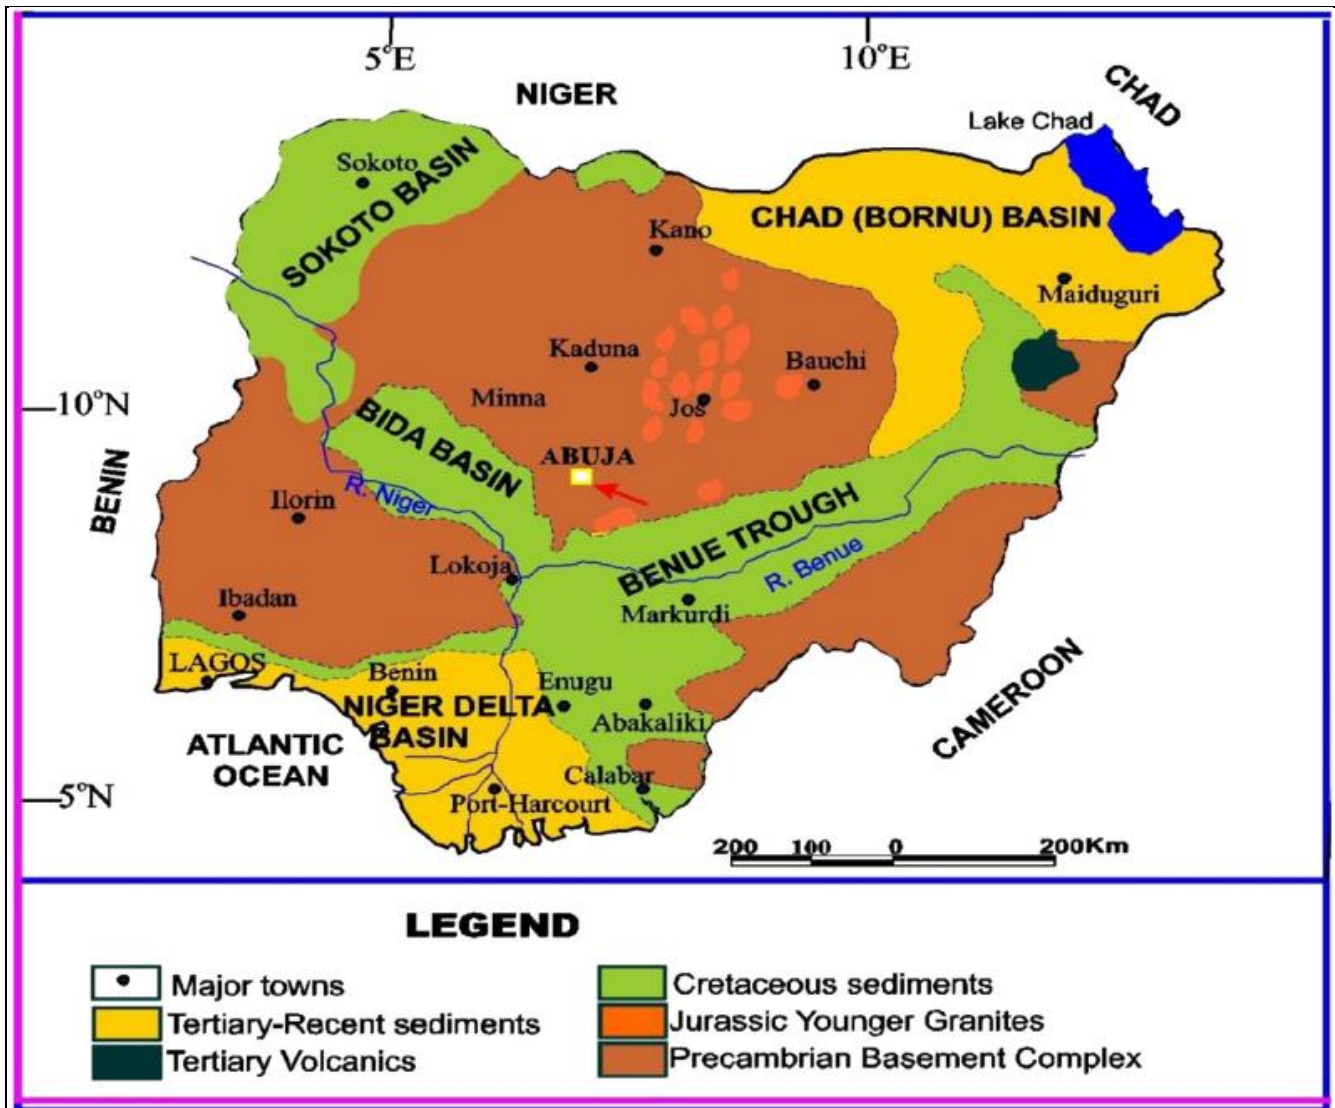 5°E
10°E
NIGER
CHAD
Lake Chad
Sokoto
SOKOTO BASIN
CHAD (BORNU) BASIN
Kano
Maiduguri
Kaduna
Bauchi
Minna
Jos
10°N
BIDA BASIN
ABUJA
BENIN
R. Niger
Ilorin
BENUE TROUGH
R. Benue
Lokoja
Ibadan
Markurdi
LAGOS
Benin
Enugu
NIGER DELTA
BASIN
Abakaliki
CAMEROON
ATLANTIC
OCEAN
Calabar
5°N
Port-Harcourt
200 100 0 200Km
LEGEND
Major towns
Tertiary-Recent sediments
Tertiary Volcanics
Cretaceous sediments
Jurassic Younger Granites
Precambrian Basement Complex